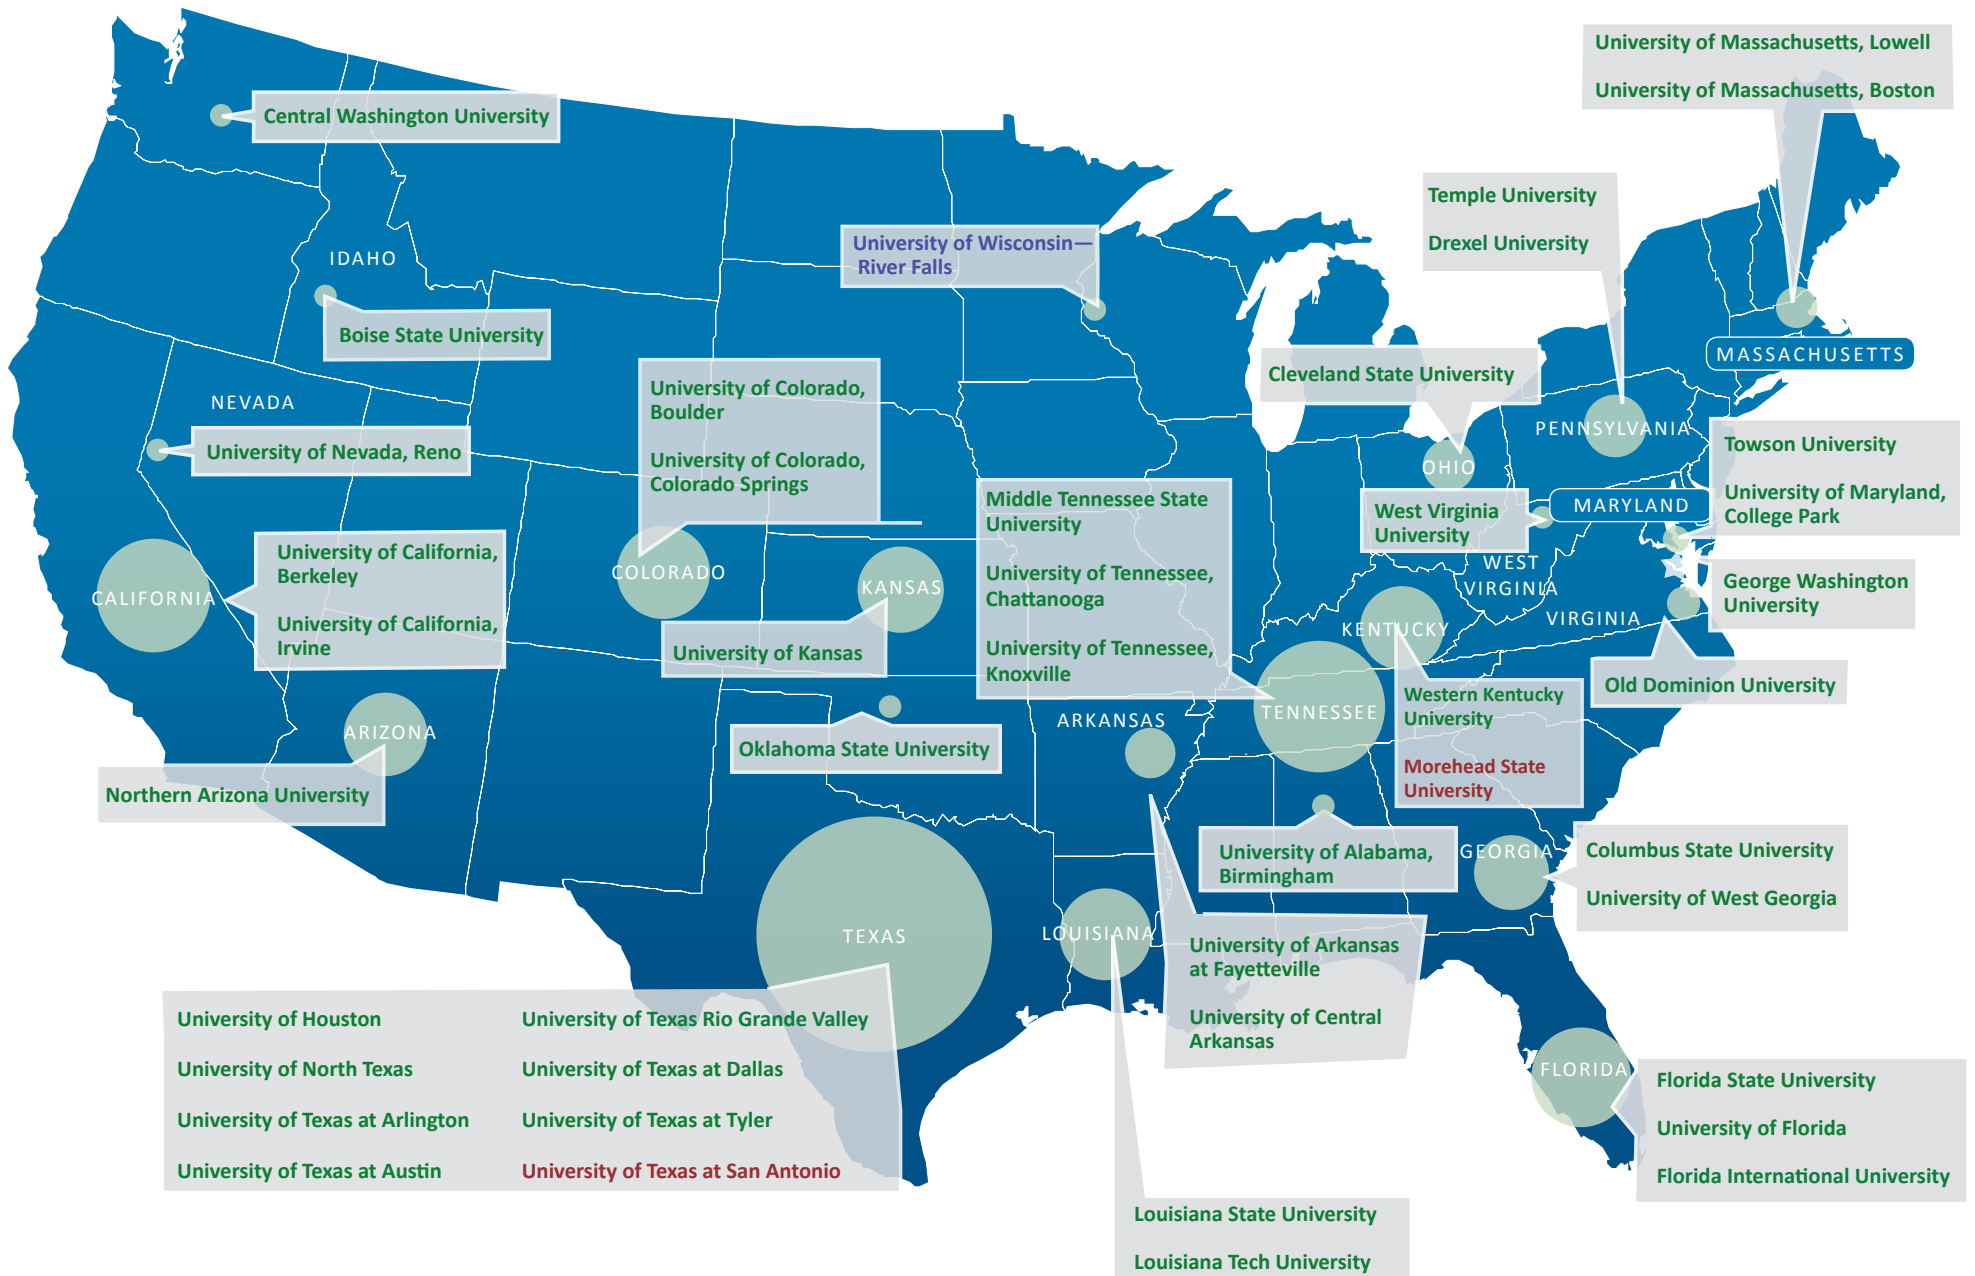 University of Massachusetts, Lowell
University of Massachusetts, Boston
Central Washington University
Temple University
Drexel University
University of Wisconsin—
River Falls
IDAHO
Boise State University
MASSACHUSETTS
Cleveland State University
University of Colorado,
Boulder
University of Colorado,
Colorado Springs
NEVADA
University of Nevada, Reno
PENNSYLVANIA
OHIO
Towson University
University of Maryland,
College Park
MARYLAND
West Virginia
University
Middle Tennessee State
University
University of Tennessee,
Chattanooga
University of Tennessee,
Knoxville
University of California,
Berkeley
University of California,
Irvine
CALIFORNIA
COLORADO
KANSAS
University of Kansas
WEST
VIRGINIA
VIRGINIA
George Washington
University
KENTUCKY
Old Dominion University
Western Kentucky
University
Morehead State
University
TENNESSEE
ARKANSAS
ARIZONA
Northern Arizona University
Oklahoma State University
University of Alabama,
Birmingham
GEORGIA
Columbus State University
University of West Georgia
TEXAS
LOUISIANA
University of Arkansas
at Fayetteville
University of Central
Arkansas
University of Houston
University of North Texas
University of Texas at Arlington
University of Texas at Austin
University of Texas Rio Grande Valley
University of Texas at Dallas
University of Texas at Tyler
University of Texas at San Antonio
FLORIDA
Florida State University
University of Florida
Florida International University
Louisiana State University
Louisiana Tech University